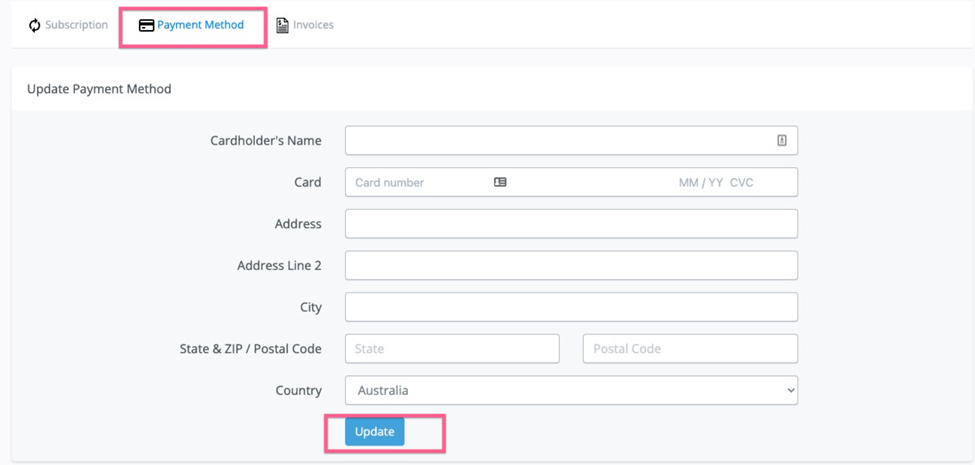 Subscription Payment Method Invoices
Update Payment Method
Cardholder's Name
Card Card number MM / YY CVC
Address
Address Line 2
City
State & ZIP / Postal Code State Postal Code
Country Australia
Update